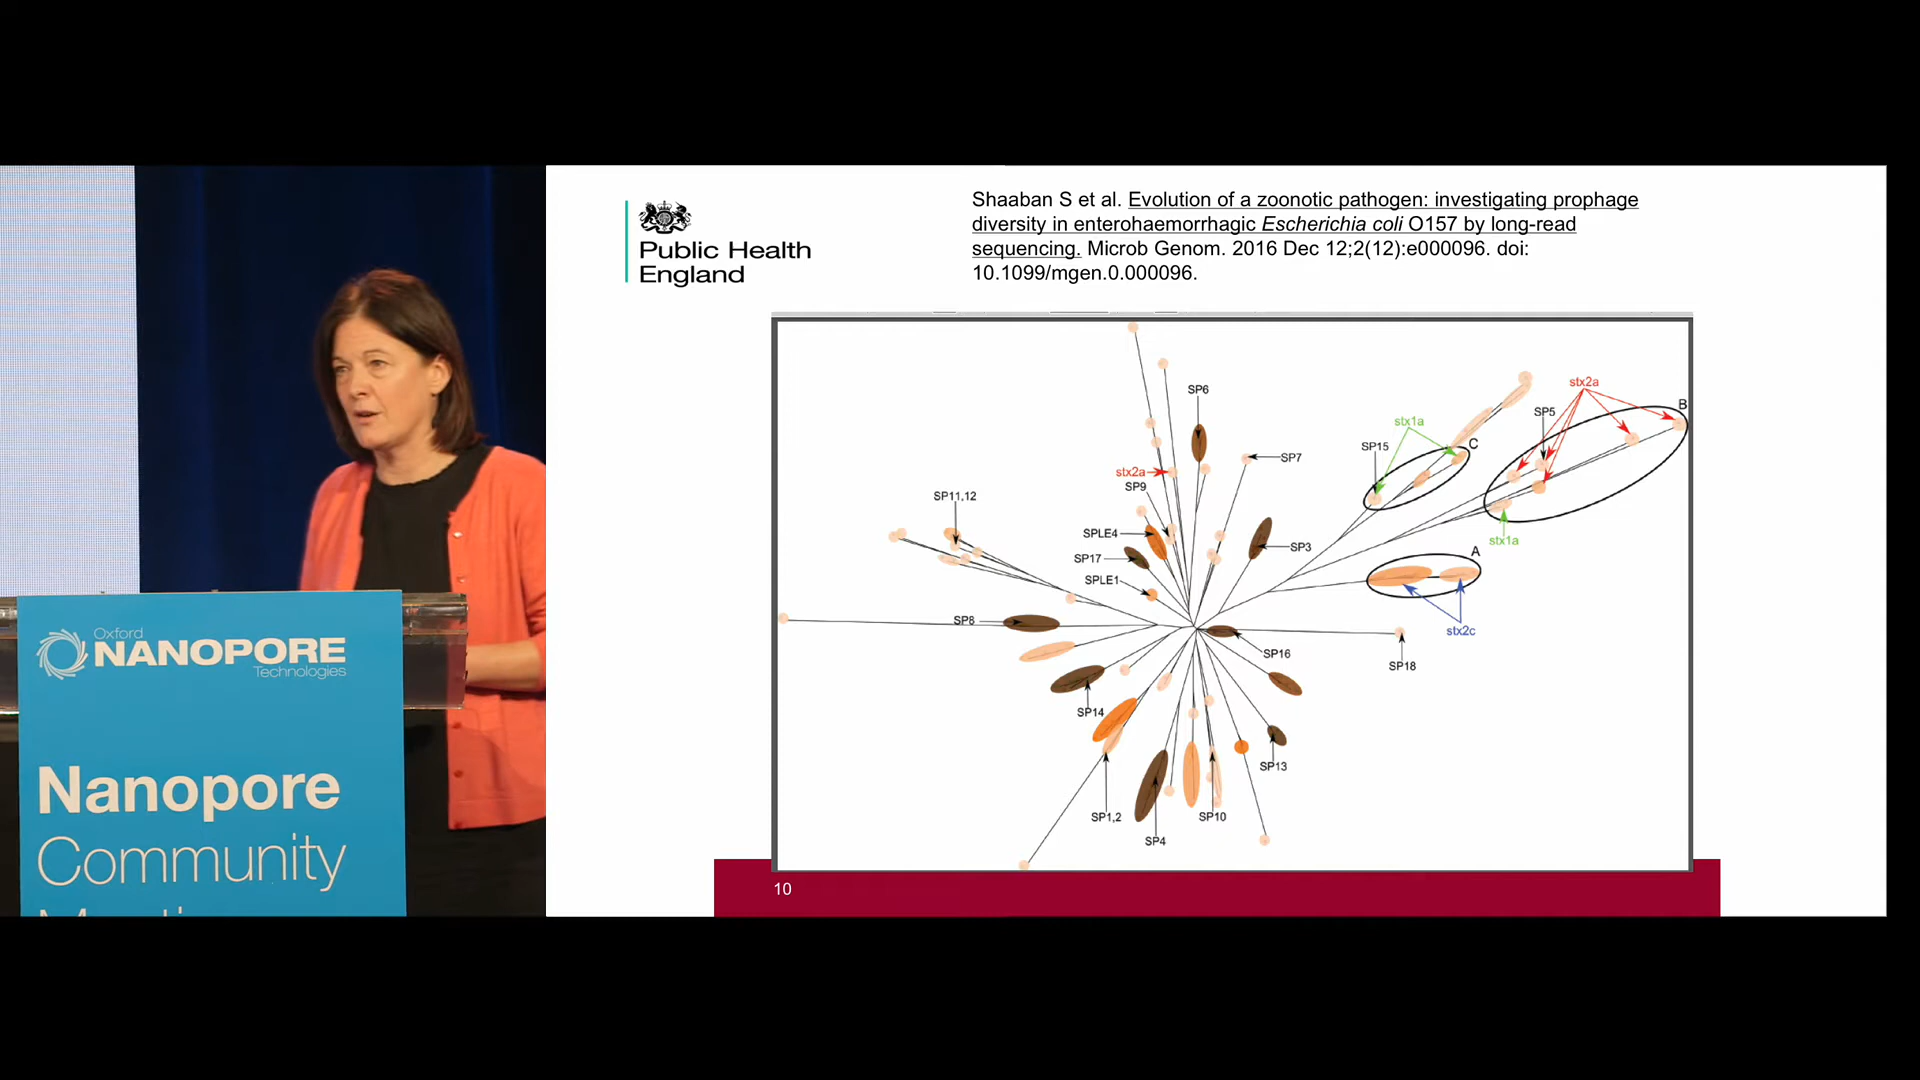 Oxford
NANOPORE
Technologies
Nanopore
Community
Public Health
England
Shaaban S et al. Evolution of a zoonotic pathogen: investigating prophage
diversity in enterohaemorrhagic Escherichia coli O157 by long-read
sequencing. Microb Genom. 2016 Dec 12;2(12):e000096. doi:
10.1099/mgen.0.000096.
SP6
stx2a
B
SP5
stx1a
C
SP15
SP7
stx2a
SP9
SP11,12
SPLE4
SP3
stx1a
SP17
A
SPLE1
SP8
stx2c
SP16
SP18
SP14
SP13
SP1,2
SP10
SP4
10